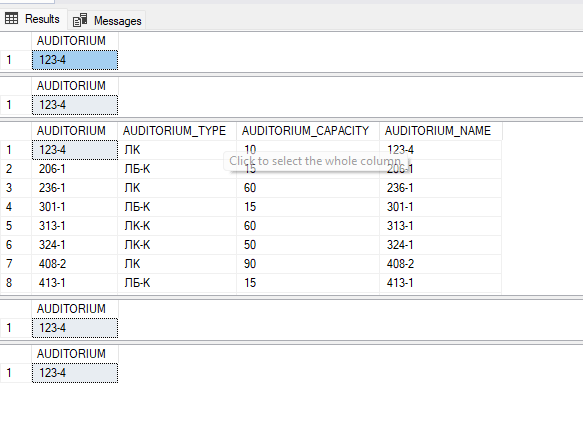 Results Messages
AUDITORIUM
1 123-4
AUDITORIUM
1 123-4
AUDITORIUM AUDITORIUM_TYPE AUDITORIUM_CAPACITY AUDITORIUM_NAME
1 123-4 ЛК 10 123-4
Click to select the whole column.
2 206-1 ЛБ-К 15 206-1
3 236-1 ЛК 60 236-1
4 301-1 ЛБ-К 15 301-1
5 313-1 ЛК-К 60 313-1
6 324-1 ЛК-К 50 324-1
7 408-2 ЛК 90 408-2
8 413-1 ЛБ-К 15 413-1
AUDITORIUM
1 123-4
AUDITORIUM
1 123-4